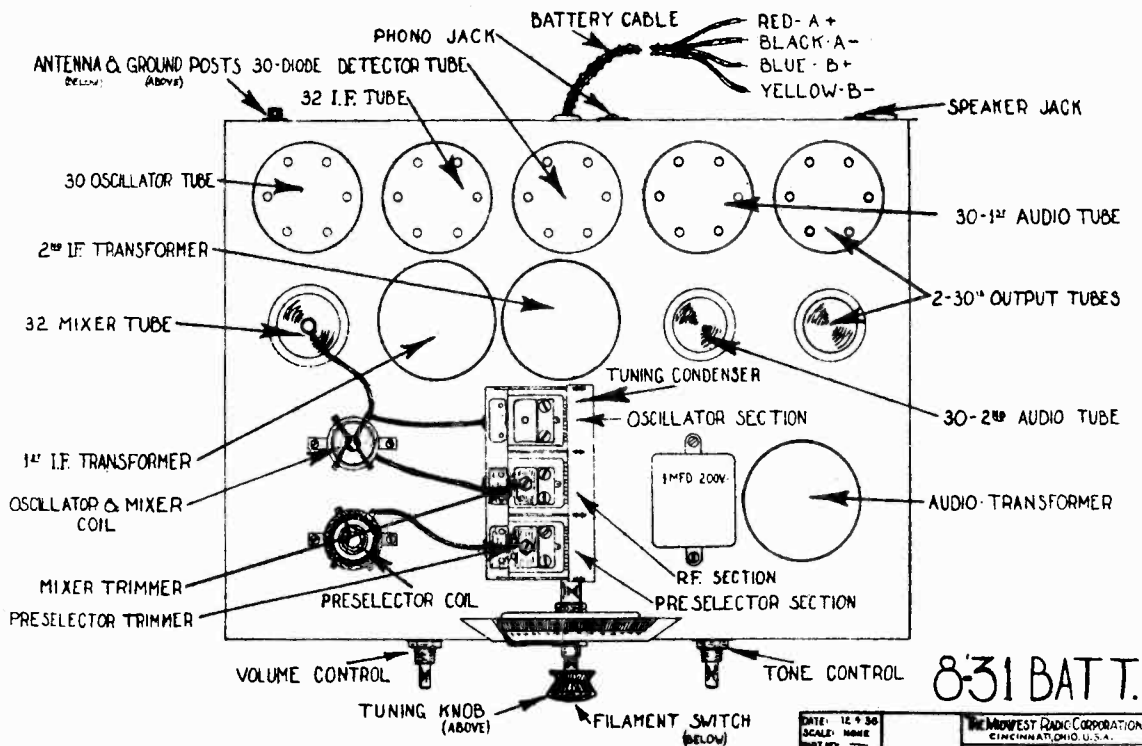 BATTERY CABLE
RED-A+
BLACK-A-
BLUE-B+
YELLOW-B-
PHONO JACK
ANTENNA & GROUND POSTS
(BELOW) (ABOVE)
30-DIODE DETECTOR TUBE
32 I.F. TUBE
SPEAKER JACK
30 OSCILLATOR TUBE
30-1ST AUDIO TUBE
2ND I.F. TRANSFORMER
2-30'S OUTPUT TUBES
32 MIXER TUBE
TUNING CONDENSER
OSCILLATOR SECTION
30-2ND AUDIO TUBE
1ST I.F. TRANSFORMER
1 MFD 200V.
OSCILLATOR & MIXER
COIL
AUDIO-TRANSFORMER
MIXER TRIMMER
R.F. SECTION
PRESELECTOR COIL
PRESELECTOR SECTION
PRESELECTOR TRIMMER
VOLUME CONTROL
TONE CONTROL
8-31 BATT.
TUNING KNOB
(ABOVE)
FILAMENT SWITCH
(BELOW)
DATE: 12 9 36
SCALE: NONE
THE MIDWEST RADIO CORPORATION
CINCINNATI, OHIO. U.S.A.